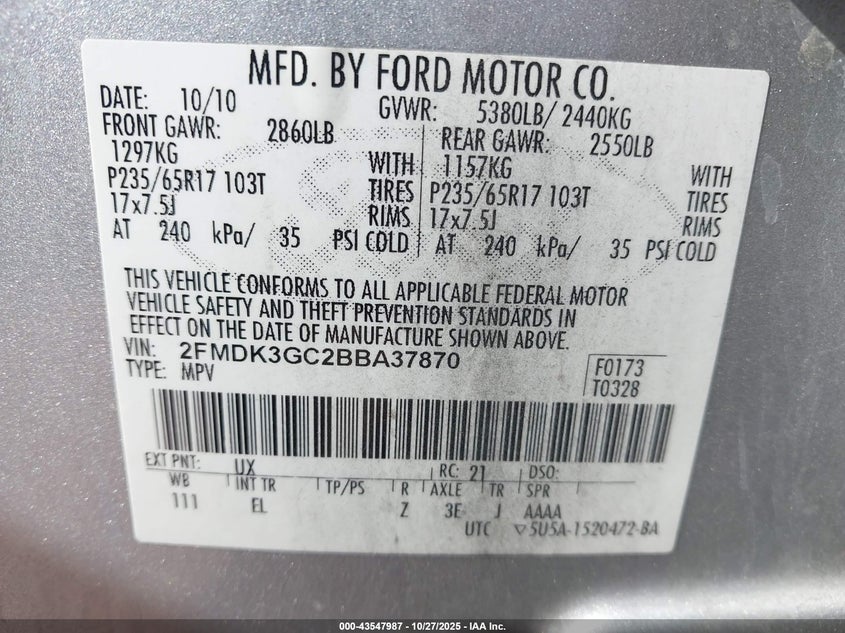 MFD. BY FORD MOTOR CO.
DATE: 10/10 GVWR: 5380LB/ 2440KG
FRONT GAWR: 2860LB REAR GAWR: 2550LB
1297KG WITH 1157KG WITH
P235/65R17 103T TIRES P235/65R17 103T TIRES
17x7.5J RIMS 17x7.5J RIMS
AT 240 kPa/ 35 PSI COLD AT 240 kPa/ 35 PSI COLD
THIS VEHICLE CONFORMS TO ALL APPLICABLE FEDERAL MOTOR
VEHICLE SAFETY AND THEFT PREVENTION STANDARDS IN
EFFECT ON THE DATE OF MANUFACTURE SHOWN ABOVE.
VIN: 2FMDK3GC2BBA37870 F0173
TYPE: MPV T0328
EXT PNT: UX RC: 21 DSO:
WB INT TR TP/PS R AXLE TR SPR
111 EL Z 3E J AAAA
UTC ▽5U5A-1520472-BA
000-43547987 - 10/27/2025 - IAA Inc.